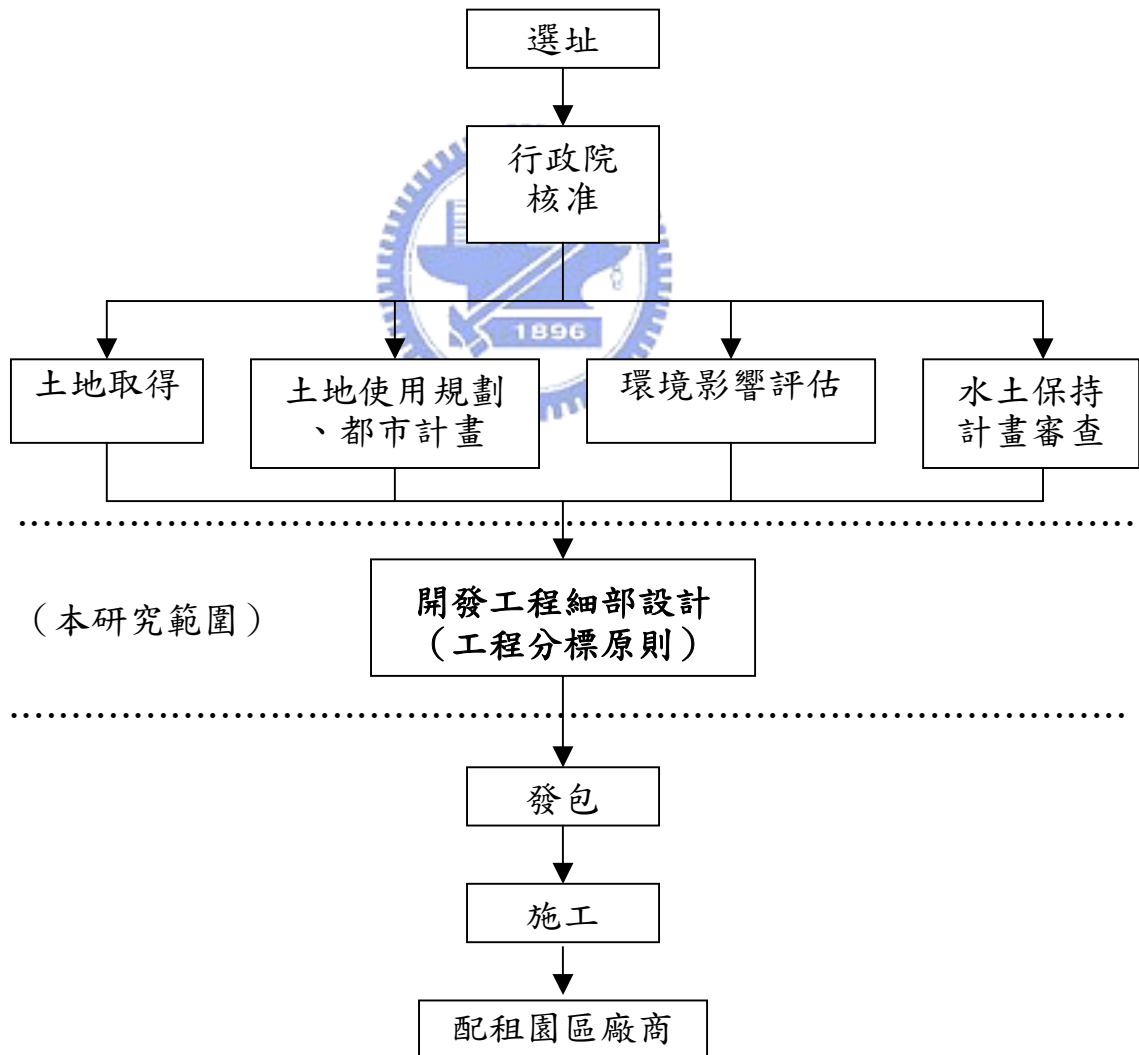 選址
行政院
核准
1896
土地取得
土地使用規劃
、都市計畫
環境影響評估
水土保持
計畫審查
（本研究範圍）
開發工程細部設計
（工程分標原則）
發包
施工
配租園區廠商